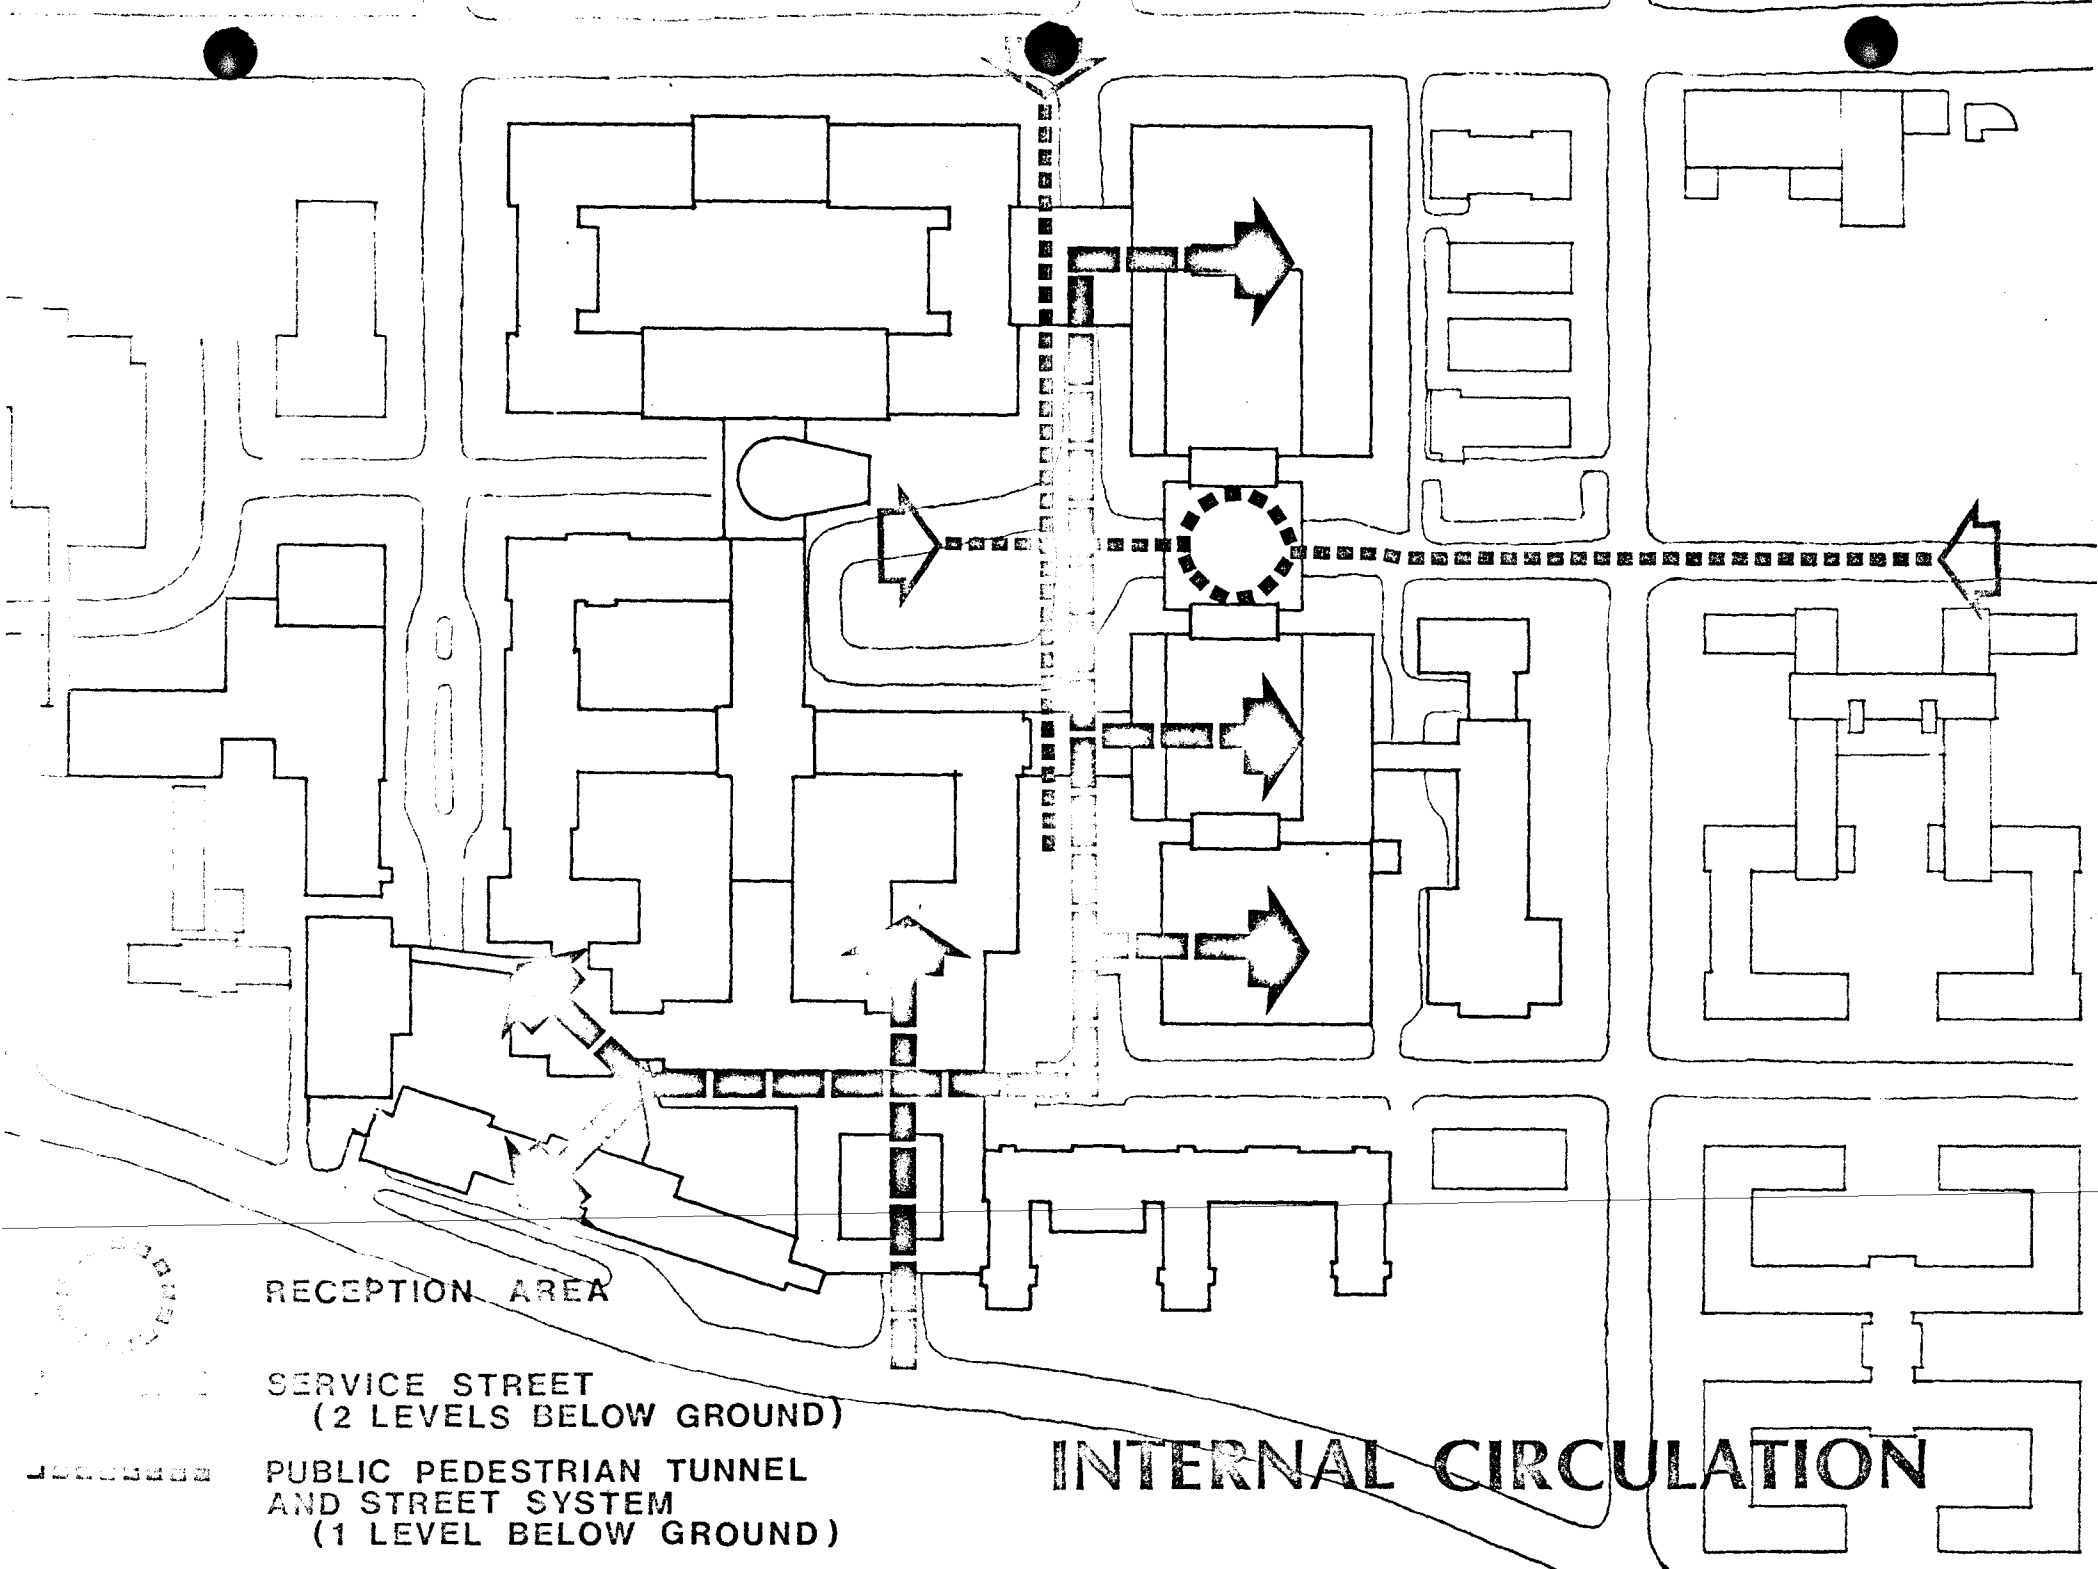 RECEPTION AREA
SERVICE STREET
(2 LEVELS BELOW GROUND)
PUBLIC PEDESTRIAN TUNNEL
AND STREET SYSTEM
(1 LEVEL BELOW GROUND)
INTERNAL CIRCULATION